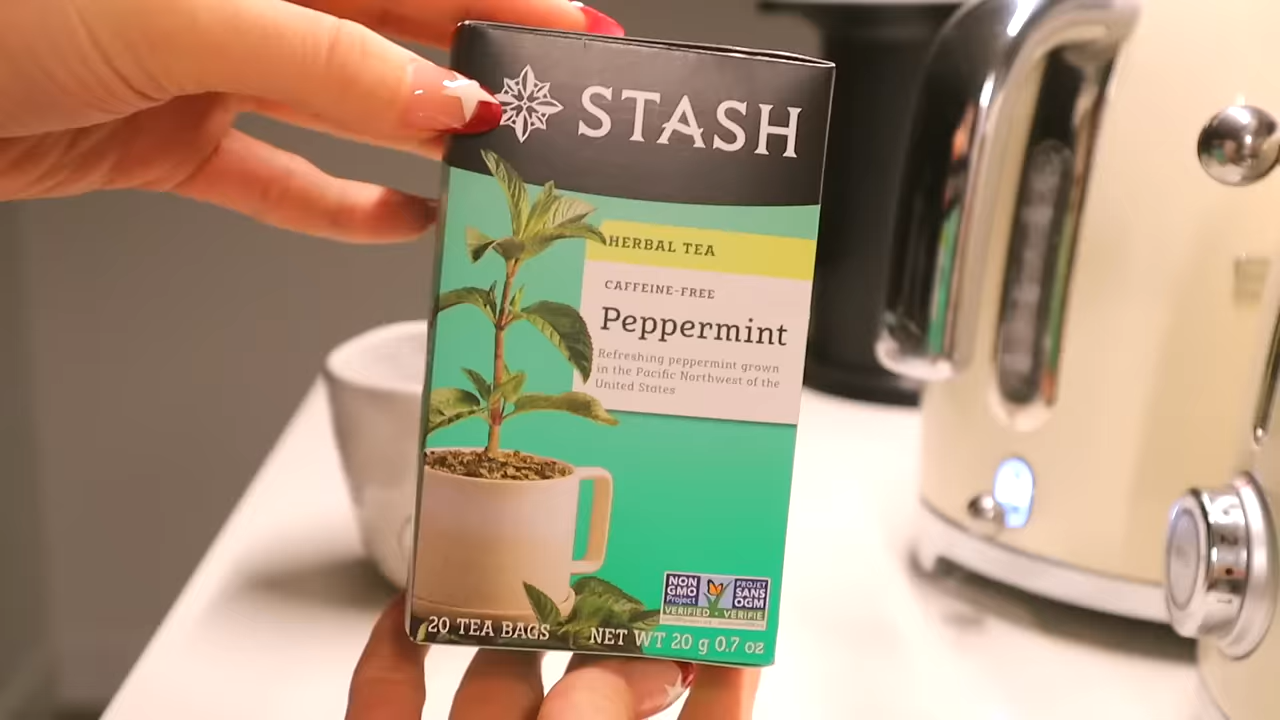 STASH
HERBAL TEA
CAFFEINE-FREE
Peppermint
Refreshing peppermint grown
in the Pacific Northwest of the
United States
NON
GMO
Project
VERIFIED
PROJET
SANS
OGM
VERIFIÉ
20 TEA BAGS
NET WT 20 g 0.7 oz